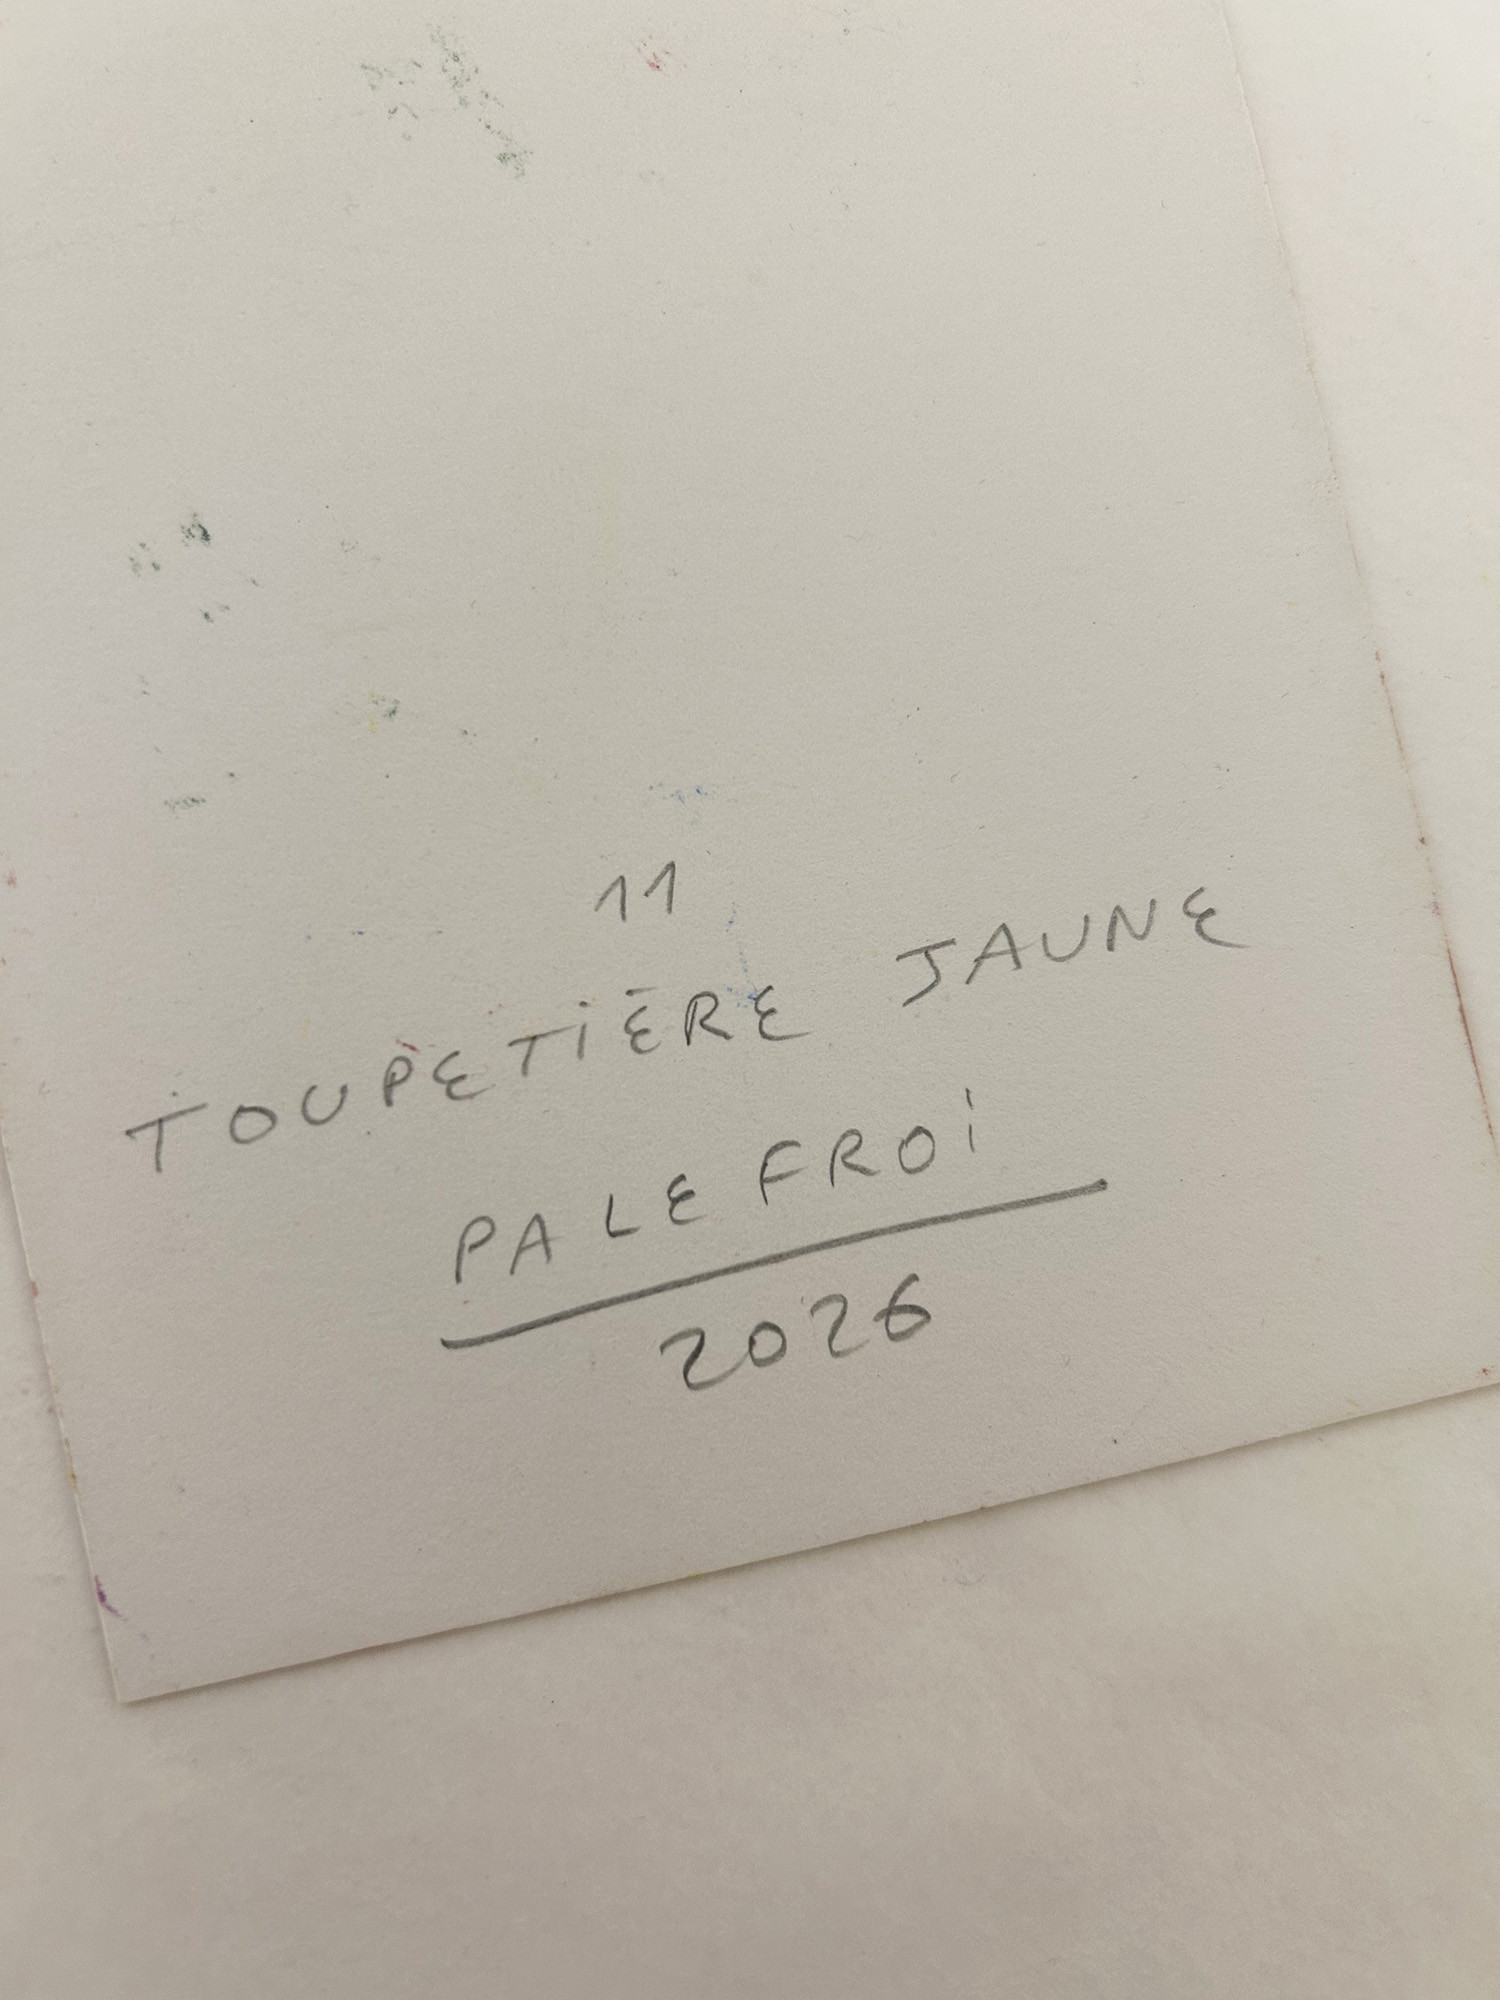 11
TOUPETIÈRE JAUNE
PALEFROI
2026